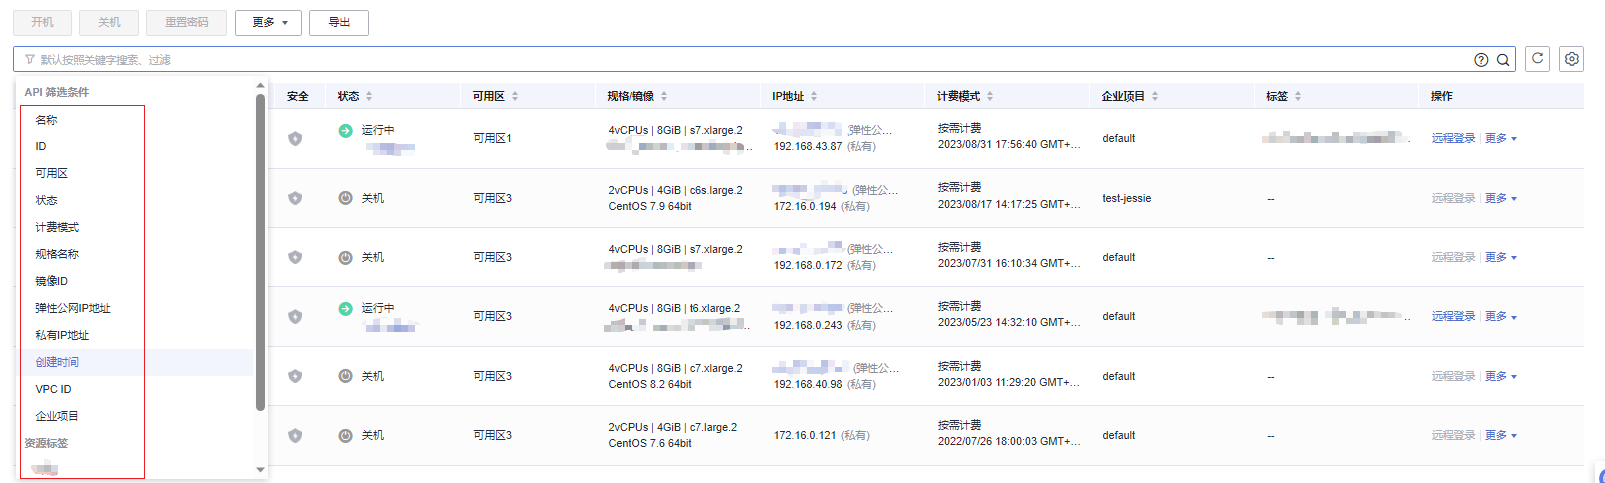 开机 关机 重置密码 更多 导出
默认按照关键字搜索、过滤
API 筛选条件
名称
ID
可用区
状态
计费模式
规格名称
镜像ID
弹性公网IP地址
私有IP地址
创建时间
VPC ID
企业项目
资源标签
安全 状态 可用区 规格/镜像 IP地址 计费模式 企业项目 标签 操作
运行中 可用区1 4vCPUs | 8GiB | s7.xlarge.2 (弹性公... 按需计费 default 远程登录 更多
192.168.43.87 (私有) 2023/08/31 17:56:40 GMT+...
关机 可用区3 2vCPUs | 4GiB | c6s.large.2 (弹性公... 按需计费 test-jessie -- 远程登录 更多
CentOS 7.9 64bit 172.16.0.194 (私有) 2023/08/17 14:17:25 GMT+...
关机 可用区3 4vCPUs | 8GiB | s7.xlarge.2 (弹性公... 按需计费 default -- 远程登录 更多
192.168.0.172 (私有) 2023/07/31 16:10:34 GMT+...
运行中 可用区3 4vCPUs | 8GiB | t6.xlarge.2 (弹性公... 按需计费 default 远程登录 更多
192.168.0.243 (私有) 2023/05/23 14:32:10 GMT+...
关机 可用区3 4vCPUs | 8GiB | c7.xlarge.2 (弹性公... 按需计费 default -- 远程登录 更多
CentOS 8.2 64bit 192.168.40.98 (私有) 2023/01/03 11:29:20 GMT+...
关机 可用区3 2vCPUs | 4GiB | c7.large.2 172.16.0.121 (私有) 按需计费 default -- 远程登录 更多
CentOS 7.6 64bit 2022/07/26 18:00:03 GMT+...